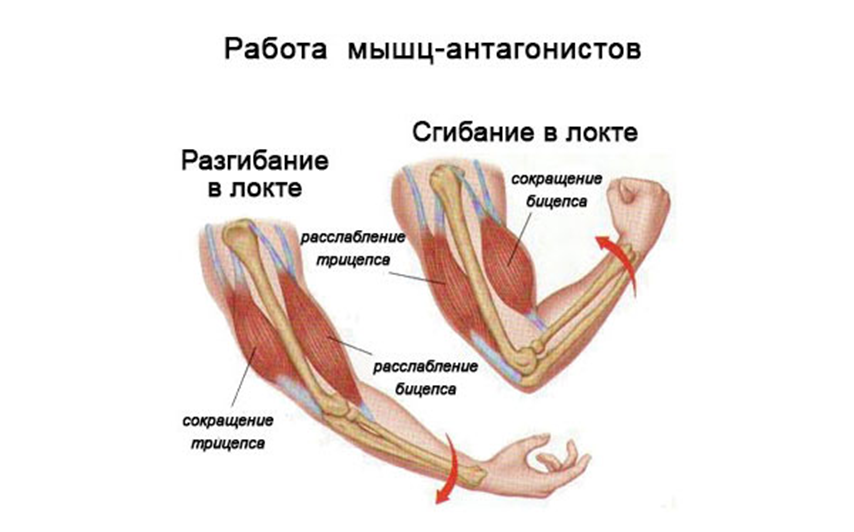 Работа мышц-антагонистов
Сгибание в локте
Разгибание
в локте
сокращение
бицепса
расслабление
трицепса
расслабление
бицепса
сокращение
трицепса